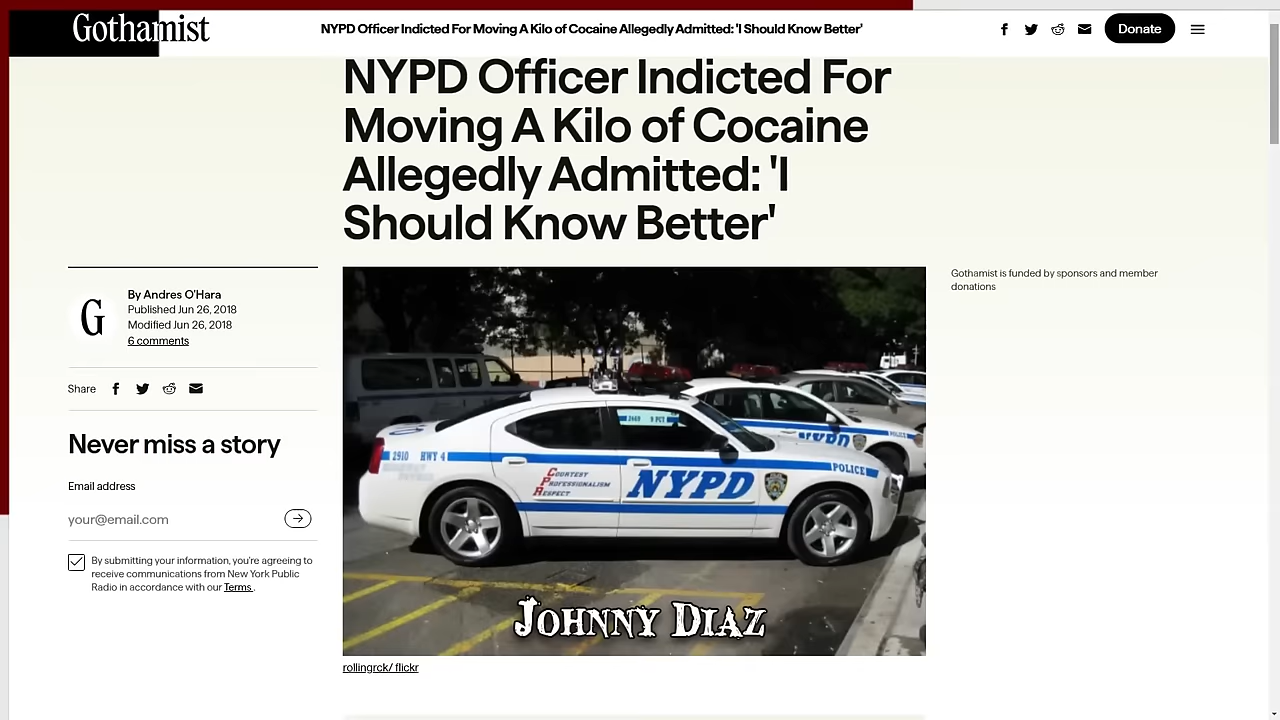 Gothamist
NYPD Officer Indicted For Moving A Kilo of Cocaine Allegedly Admitted: 'I Should Know Better'
Donate
NYPD Officer Indicted For
Moving A Kilo of Cocaine
Allegedly Admitted: 'I
Should Know Better'
G
By Andres O'Hara
Published Jun 26, 2018
Modified Jun 26, 2018
6 comments
Share
Never miss a story
Email address
your@email.com
By submitting your information, you're agreeing to
receive communications from New York Public
Radio in accordance with our Terms .
Gothamist is funded by sponsors and member
donations
2910 HWY 4
COURTESY
PROFESSIONALISM
RESPECT
NYPD
POLICE
NYPD
POLICE
JOHNNY DIAZ
rollingrck/ flickr